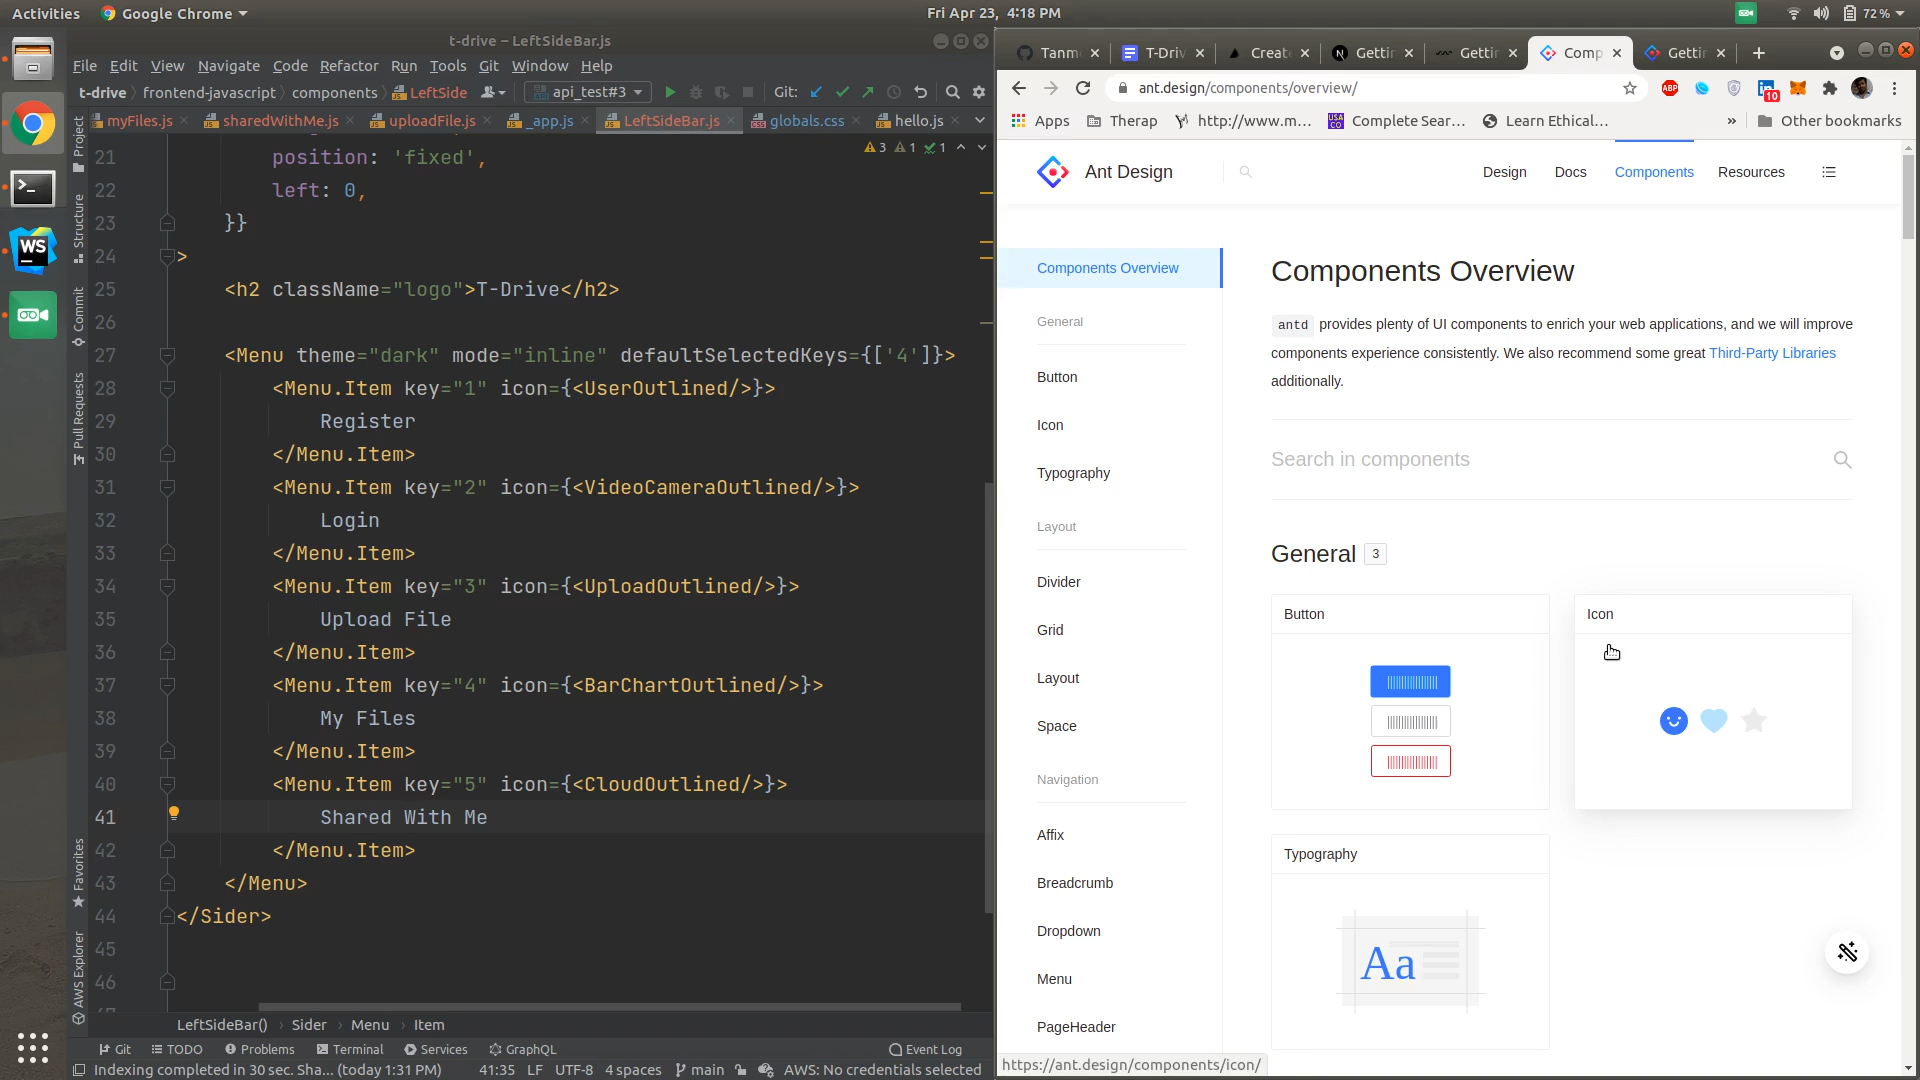 Activities
Google Chrome
Fri Apr 23, 4:18 PM
72 %
t-drive – LeftSideBar.js
File Edit View Navigate Code Refactor Run Tools Git Window Help
t-drive frontend-javascript components LeftSide api_test#3 Git:
myFiles.js sharedWithMe.js uploadFile.js _app.js LeftSideBar.js globals.css hello.js
3 1 1
Project
Structure
Commit
Pull Requests
Favorites
AWS Explorer
21 position: 'fixed',
22 left: 0,
23 }}
24 >
25 <h2 className="logo">T-Drive</h2>
26
27 <Menu theme="dark" mode="inline" defaultSelectedKeys={['4']}>
28 <Menu.Item key="1" icon={<UserOutlined/>}>
29 Register
30 </Menu.Item>
31 <Menu.Item key="2" icon={<VideoCameraOutlined/>}>
32 Login
33 </Menu.Item>
34 <Menu.Item key="3" icon={<UploadOutlined/>}>
35 Upload File
36 </Menu.Item>
37 <Menu.Item key="4" icon={<BarChartOutlined/>}>
38 My Files
39 </Menu.Item>
40 <Menu.Item key="5" icon={<CloudOutlined/>}>
41 Shared With Me
42 </Menu.Item>
43 </Menu>
44 </Sider>
45
46
LeftSideBar() Sider Menu Item
Git TODO Problems Terminal Services GraphQL Event Log
Indexing completed in 30 sec. Sha... (today 1:31 PM) 41:35 LF UTF-8 4 spaces main AWS: No credentials selected
Tanm T-Driv Creat Gettin Gettin Comp Gettin
ant.design/components/overview/
ABP
10
Apps Therap http://www.m... Complete Sear... Learn Ethical... » Other bookmarks
Ant Design
Design Docs Components Resources
Components Overview
General
Button
Icon
Typography
Layout
Divider
Grid
Layout
Space
Navigation
Affix
Breadcrumb
Dropdown
Menu
PageHeader
Components Overview
antd provides plenty of UI components to enrich your web applications, and we will improve
components experience consistently. We also recommend some great Third-Party Libraries
additionally.
Search in components
General 3
Button
Icon
Typography
Aa
https://ant.design/components/icon/
WS